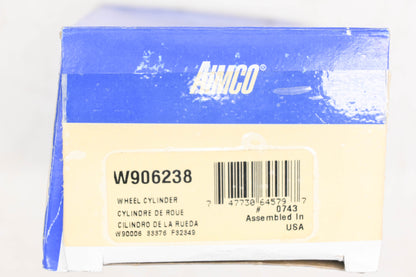 AIMCO®
W906238
WHEEL CYLINDER
CYLINDRE DE ROUE
CILINDRO DE LA RUEDA
W90006 33376 F32349
7 47730 64579 7
# 0743
Assembled In
USA